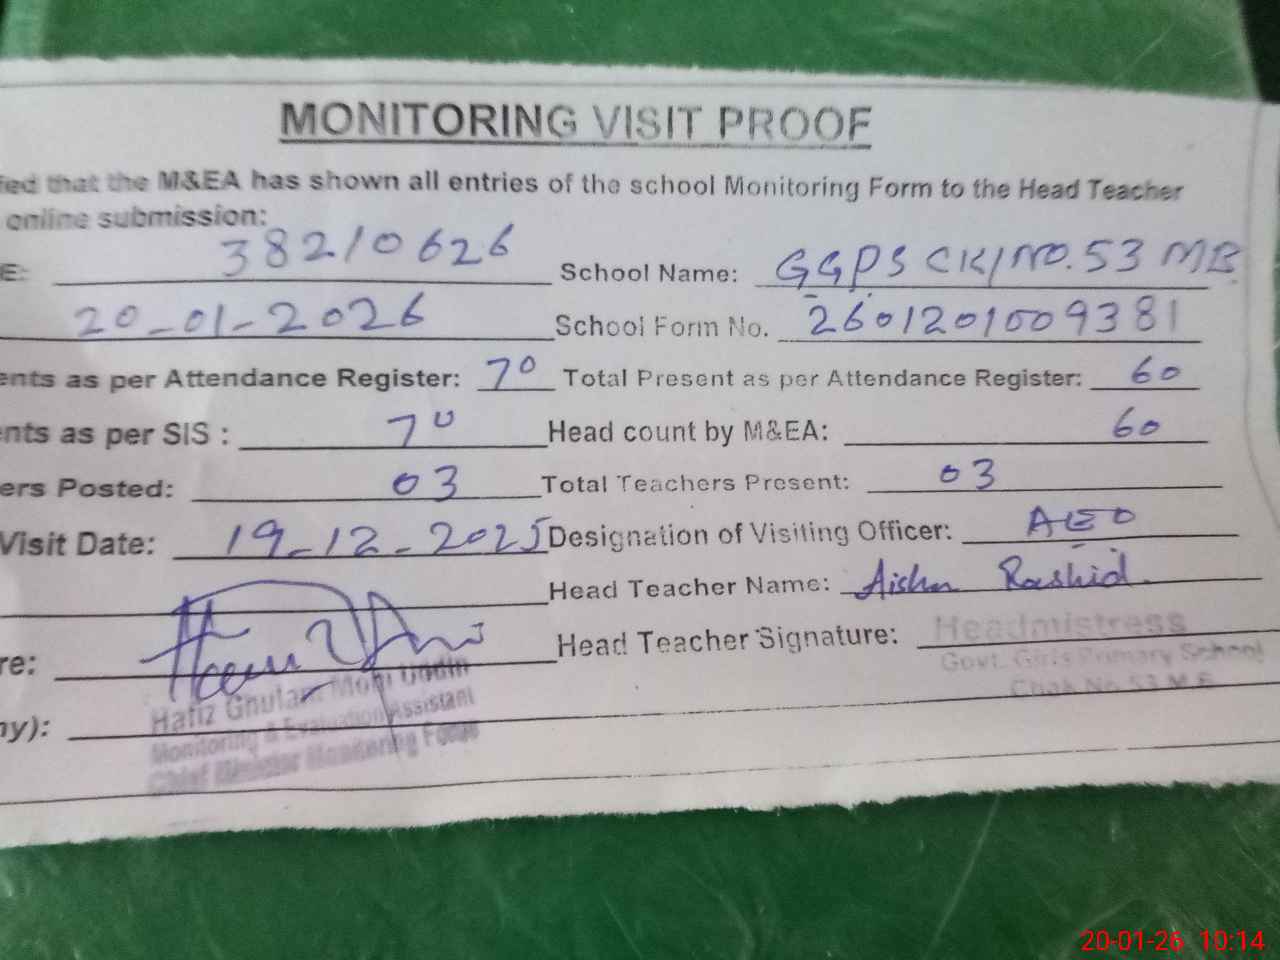 MONITORING VISIT PROOF
fied that the M&EA has shown all entries of the school Monitoring Form to the Head Teacher
online submission:
E: 38210626 School Name: GGPS CK/NO.53 MB
20-01-2026 School Form No. 2601201009381
ents as per Attendance Register: 70 Total Present as per Attendance Register: 60
nts as per SIS : 70 Head count by M&EA: 60
ers Posted: 03 Total Teachers Present: 03
Visit Date: 19-12-2025 Designation of Visiting Officer: AEO
Head Teacher Name: Aisha Rashid
re: Head Teacher Signature: Headmistress
Govt. Girls Primary School
Chak No.53 M.B
Hafiz Ghulam Mohi Uddin
ny): Monitoring & Evaluation Assistant
Chief Minister Monitoring Force
20-01-26 10:14